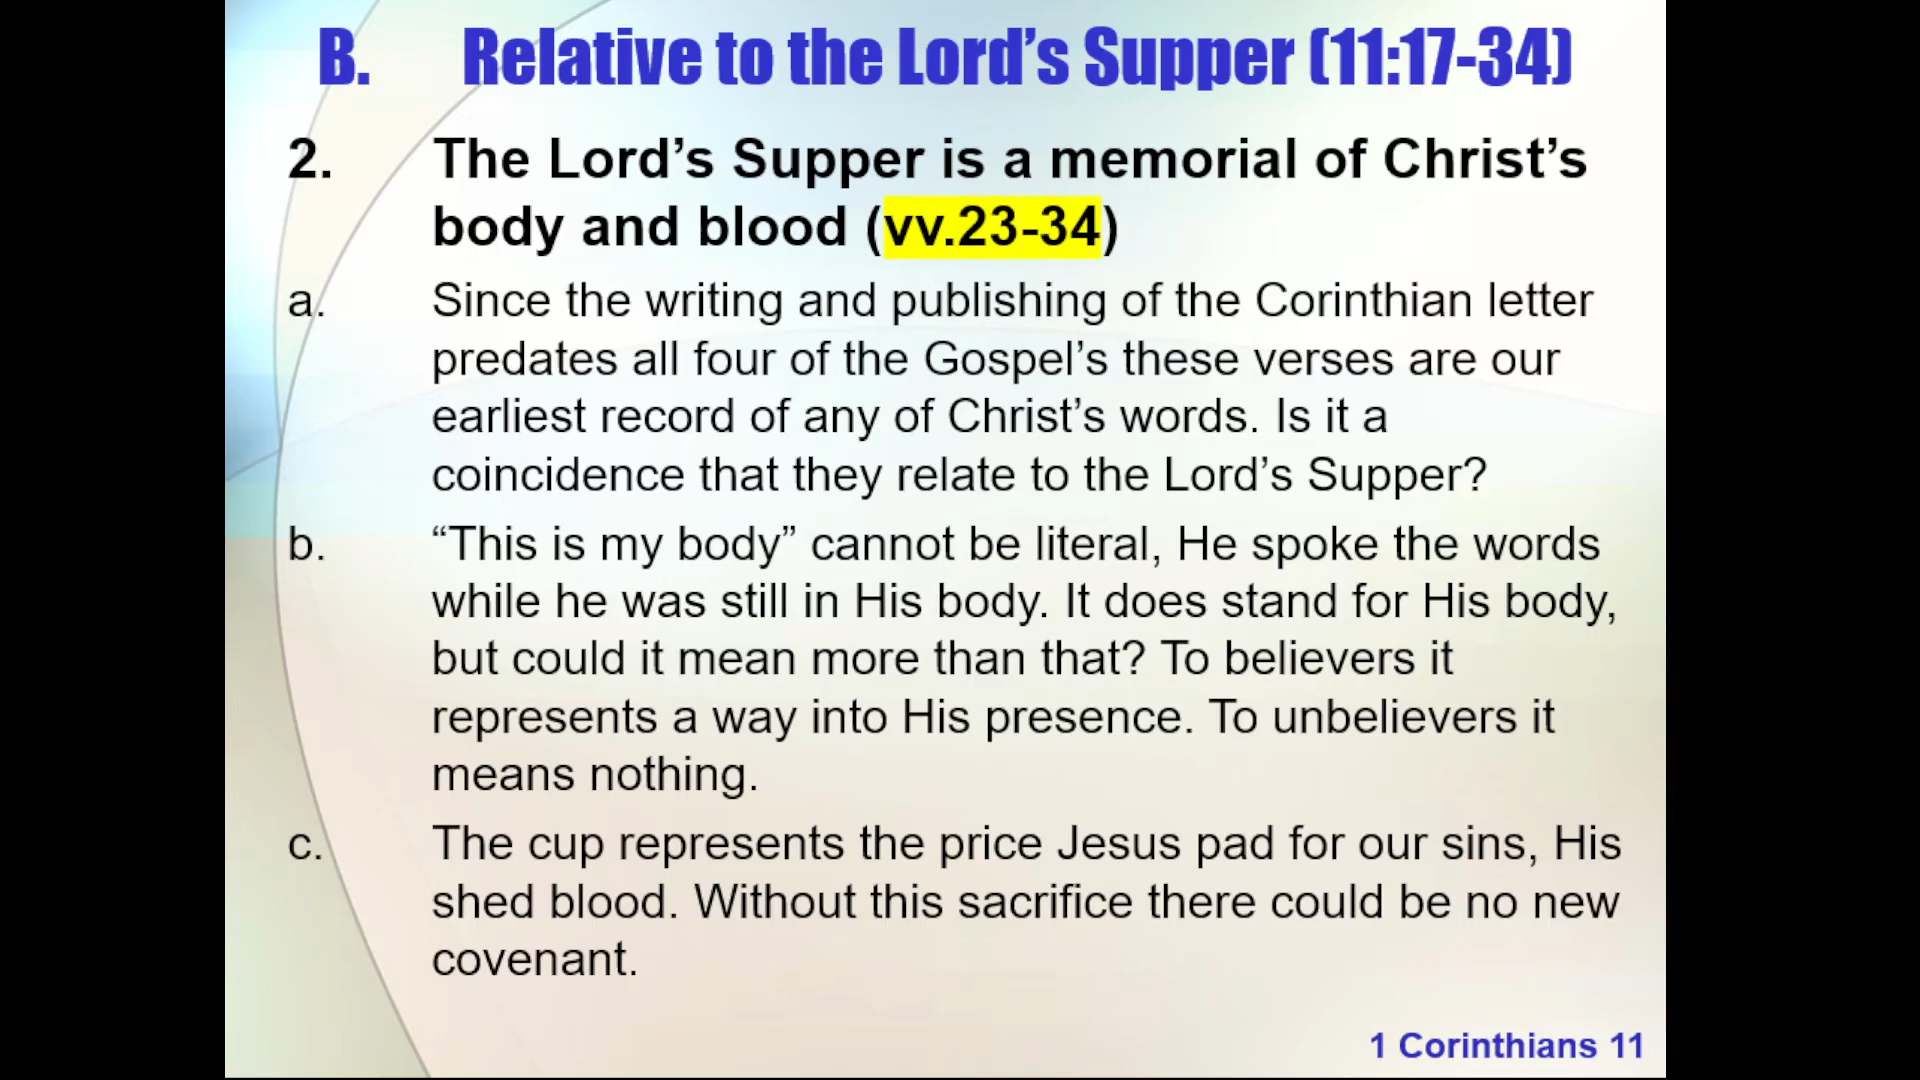 B. Relative to the Lord’s Supper (11:17-34)
2. The Lord’s Supper is a memorial of Christ’s
body and blood (vv.23-34)
a. Since the writing and publishing of the Corinthian letter
predates all four of the Gospel’s these verses are our
earliest record of any of Christ’s words. Is it a
coincidence that they relate to the Lord’s Supper?
b. “This is my body” cannot be literal, He spoke the words
while he was still in His body. It does stand for His body,
but could it mean more than that? To believers it
represents a way into His presence. To unbelievers it
means nothing.
c. The cup represents the price Jesus pad for our sins, His
shed blood. Without this sacrifice there could be no new
covenant.
1 Corinthians 11